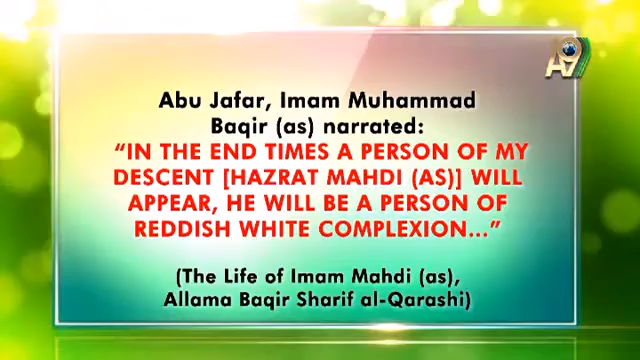 A9
Abu Jafar, Imam Muhammad
Baqir (as) narrated:
“IN THE END TIMES A PERSON OF MY
DESCENT [HAZRAT MAHDI (AS)] WILL
APPEAR, HE WILL BE A PERSON OF
REDDISH WHITE COMPLEXION...”
(The Life of Imam Mahdi (as),
Allama Baqir Sharif al-Qarashi)